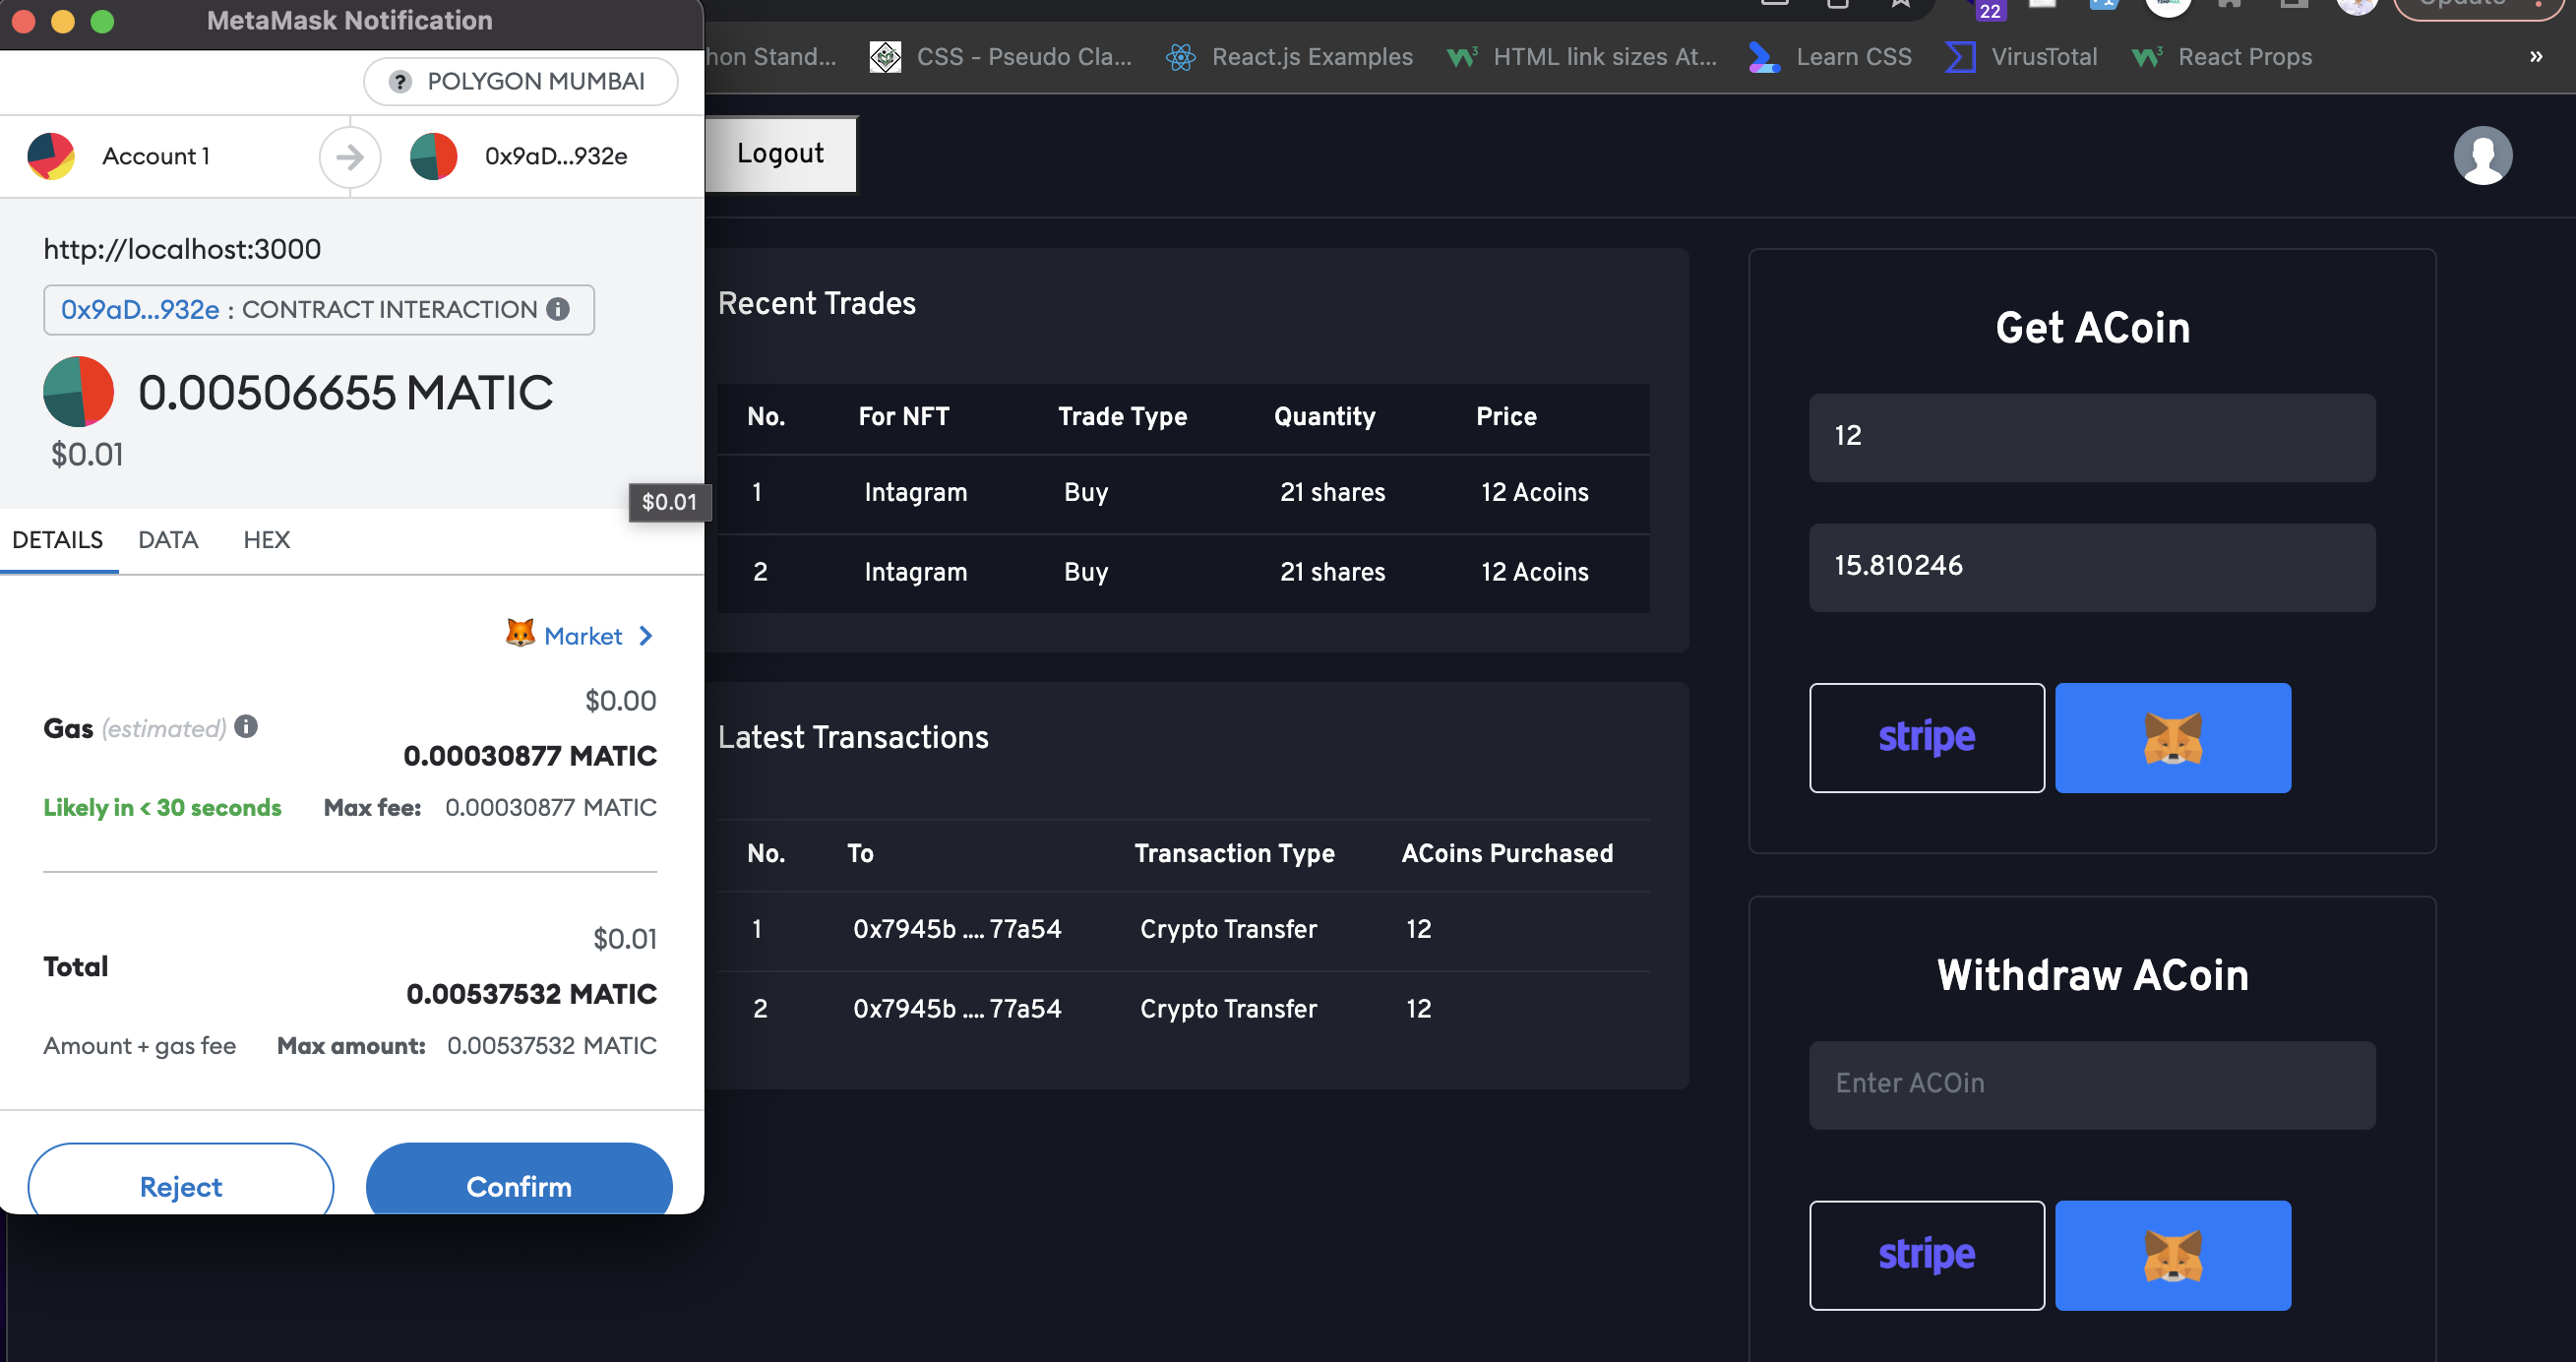 MetaMask Notification
POLYGON MUMBAI
Account 1
0x9aD...932e
http://localhost:3000
0x9aD...932e : CONTRACT INTERACTION
0.00506655 MATIC
$0.01
$0.01
DETAILS DATA HEX
Market
$0.00
Gas (estimated)
0.00030877 MATIC
Likely in < 30 seconds Max fee: 0.00030877 MATIC
$0.01
Total
0.00537532 MATIC
Amount + gas fee Max amount: 0.00537532 MATIC
Reject Confirm
22
Update
hon Stand... CSS - Pseudo Cla... React.js Examples HTML link sizes At... Learn CSS VirusTotal React Props »
Logout
Recent Trades
No. For NFT Trade Type Quantity Price
1 Intagram Buy 21 shares 12 Acoins
2 Intagram Buy 21 shares 12 Acoins
Latest Transactions
No. To Transaction Type ACoins Purchased
1 0x7945b .... 77a54 Crypto Transfer 12
2 0x7945b .... 77a54 Crypto Transfer 12
Get ACoin
12
15.810246
stripe
Withdraw ACoin
Enter ACOin
stripe